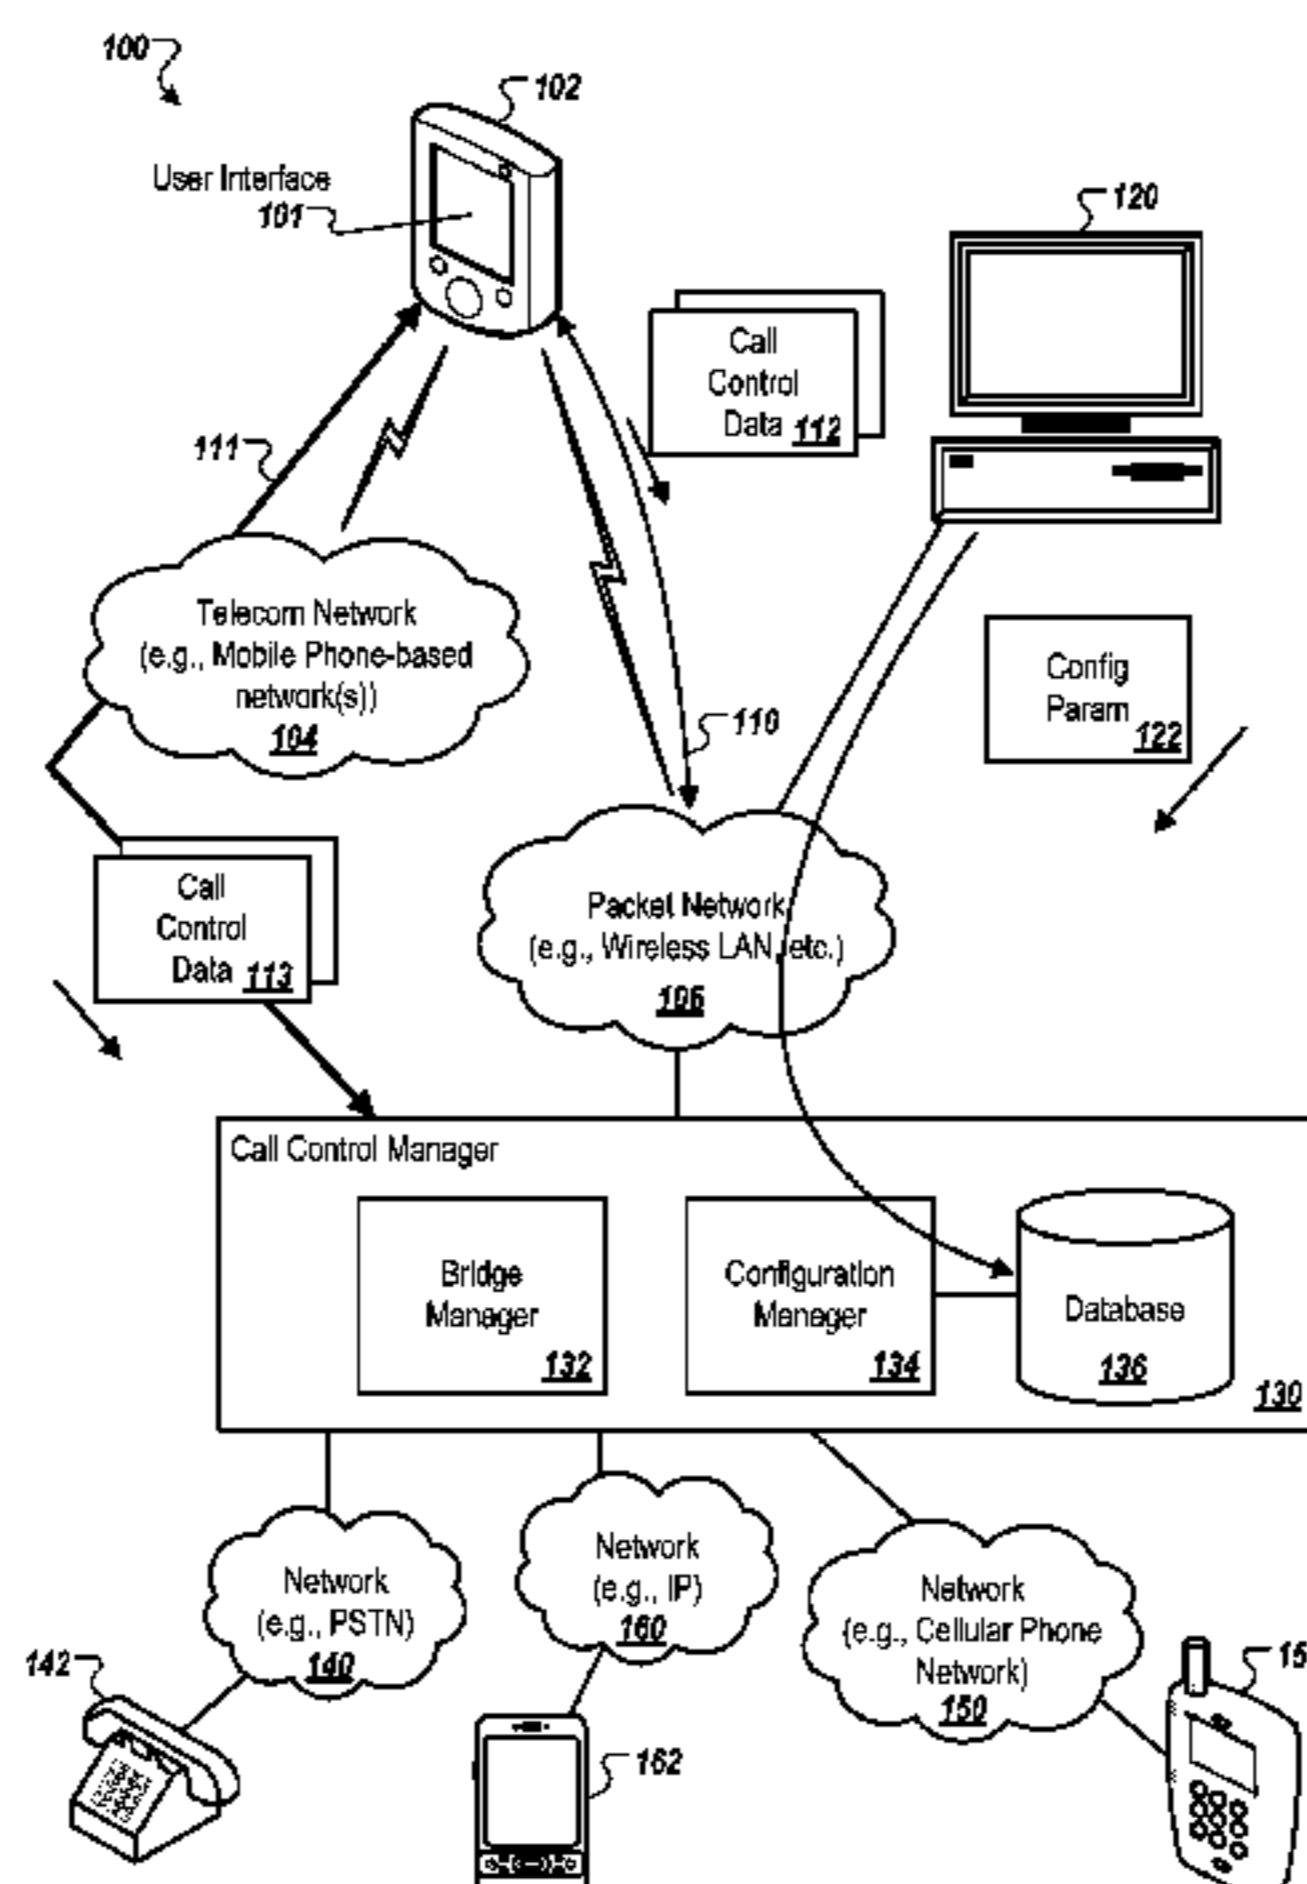 100
102
User Interface
101
120
Call
Control
Data 112
111
Telecom Network
(e.g., Mobile Phone-based
network(s))
104
Config
Param
122
110
Call
Control
Data 113
Packet Network
(e.g., Wireless LAN, etc.)
106
Call Control Manager
Bridge
Manager
132
Configuration
Manager
134
Database
136
130
Network
(e.g., PSTN)
140
Network
(e.g., IP)
160
Network
(e.g., Cellular Phone
Network)
150
142
162
15